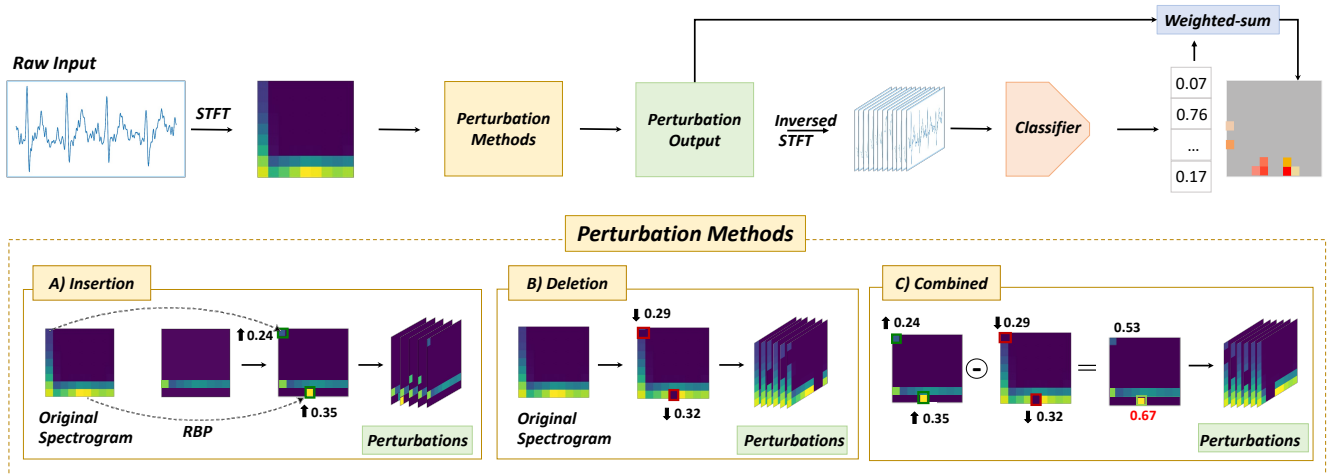 Weighted-sum
Raw Input
STFT
Perturbation
Methods
Perturbation
Output
Inversed
STFT
Classifier
0.07
0.76
...
0.17
Perturbation Methods
A) Insertion
⬆ 0.24
Original
Spectrogram
RBP
⬆ 0.35
Perturbations
B) Deletion
⬇ 0.29
Original
Spectrogram
⬇ 0.32
Perturbations
C) Combined
⬆ 0.24
⬇ 0.29
0.53
-
=
⬆ 0.35
⬇ 0.32
0.67
Perturbations